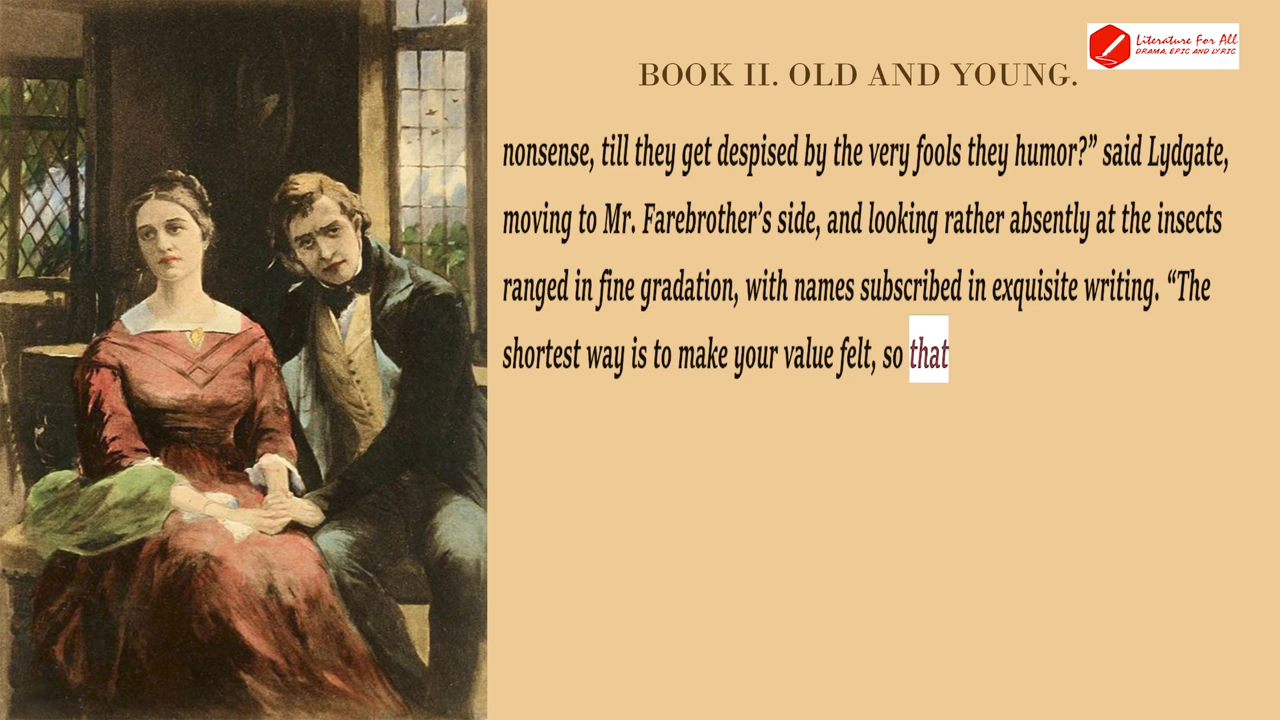 Literature For All
DRAMA, EPIC AND LYRIC
BOOK II. OLD AND YOUNG.
nonsense, till they get despised by the very fools they humor?” said Lydgate,
moving to Mr. Farebrother’s side, and looking rather absently at the insects
ranged in fine gradation, with names subscribed in exquisite writing. “The
shortest way is to make your value felt, so that